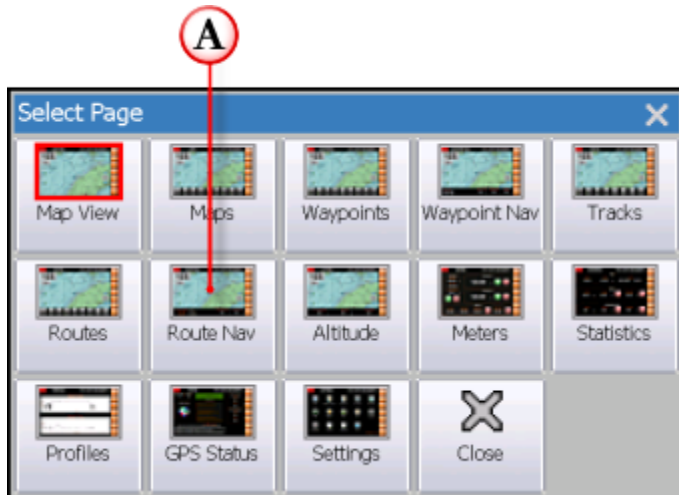 A
Select Page
Map View
Maps
Waypoints
Waypoint Nav
Tracks
Routes
Route Nav
Altitude
Meters
Statistics
Profiles
GPS Status
Settings
Close